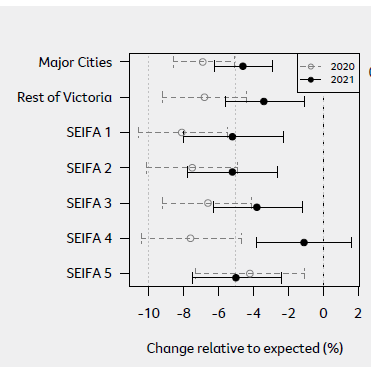 Major Cities
Rest of Victoria
SEIFA 1
SEIFA 2
SEIFA 3
SEIFA 4
SEIFA 5
2020
2021
-10 -8 -6 -4 -2 0 2
Change relative to expected (%)